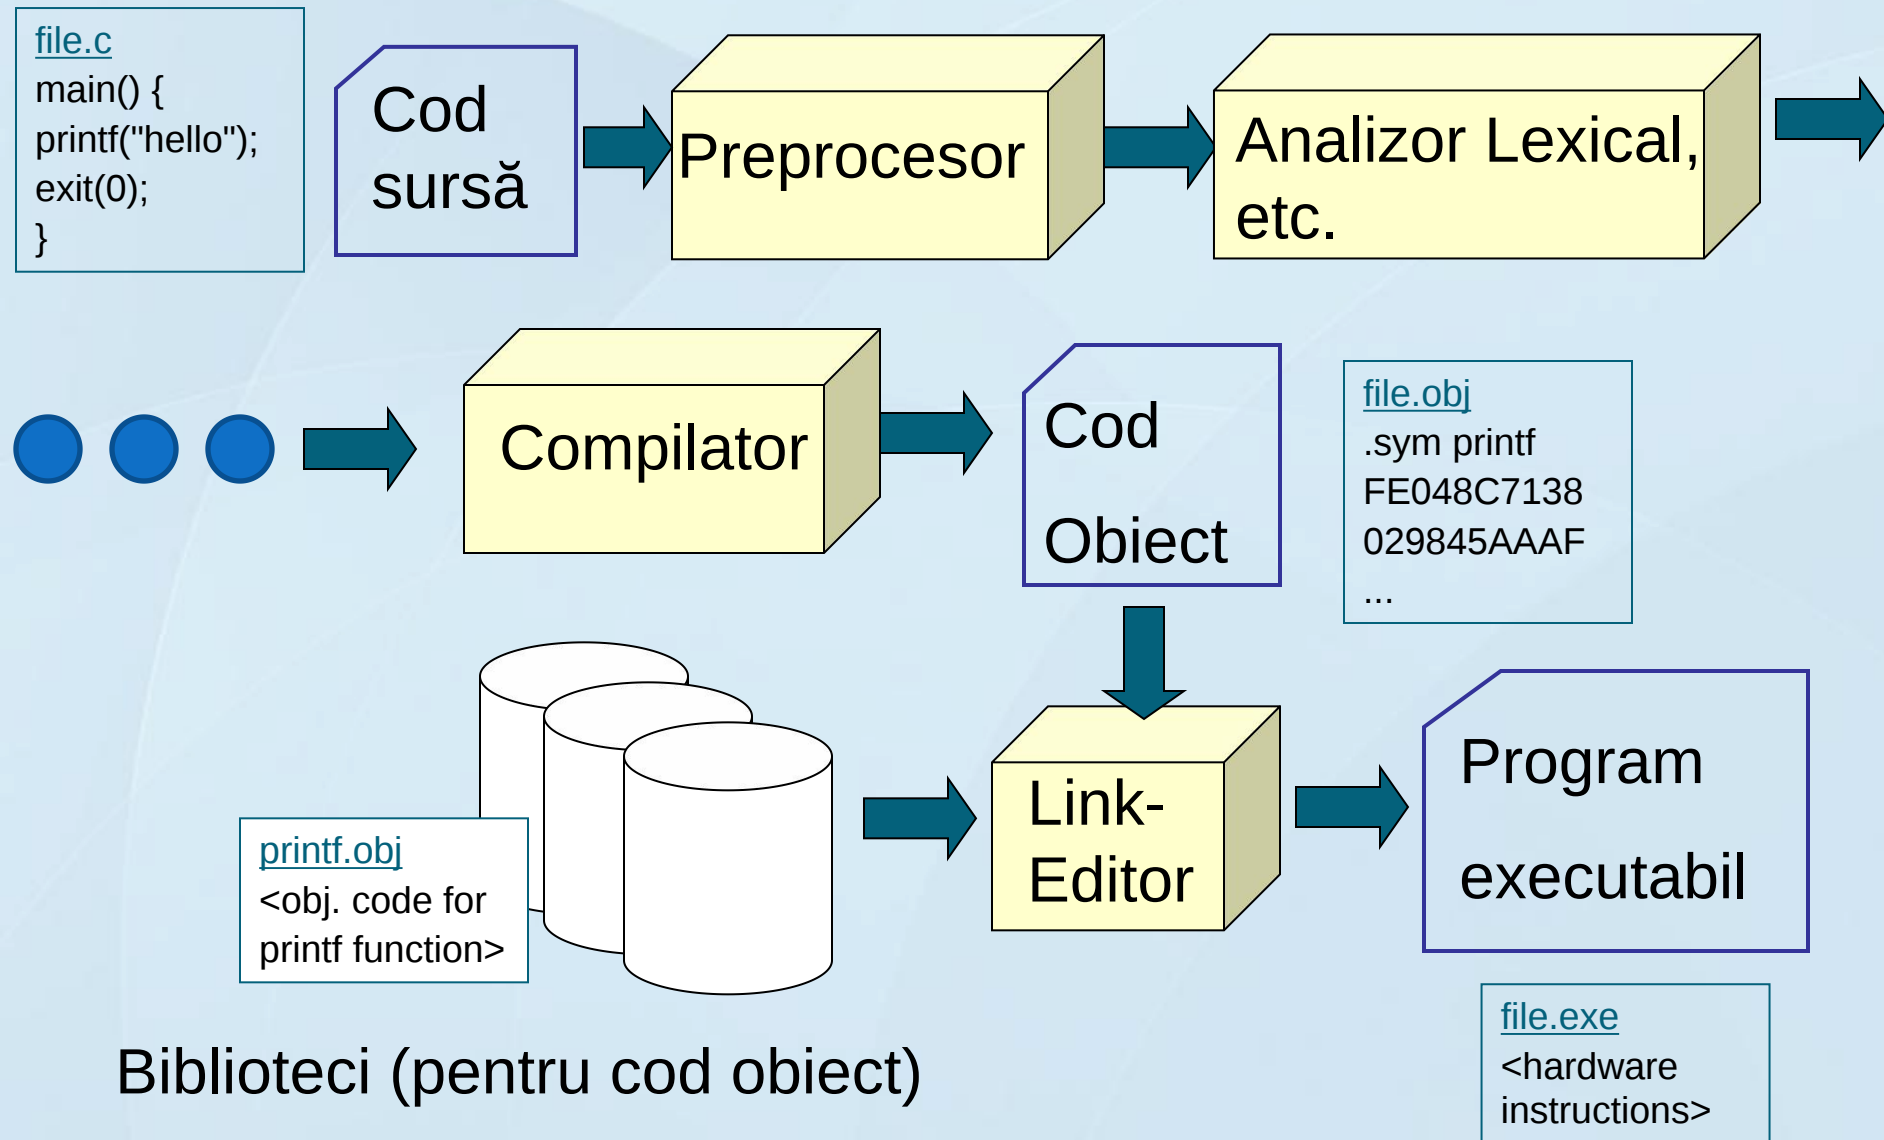 file.c
main() {
printf("hello");
exit(0);
}
Cod
sursă
Preprocesor
Analizor Lexical,
etc.
Compilator
Cod
Obiect
file.obj
.sym printf
FE048C7138
029845AAAF
...
printf.obj
<obj. code for
printf function>
Link-
Editor
Program
executabil
Biblioteci (pentru cod obiect)
file.exe
<hardware
instructions>